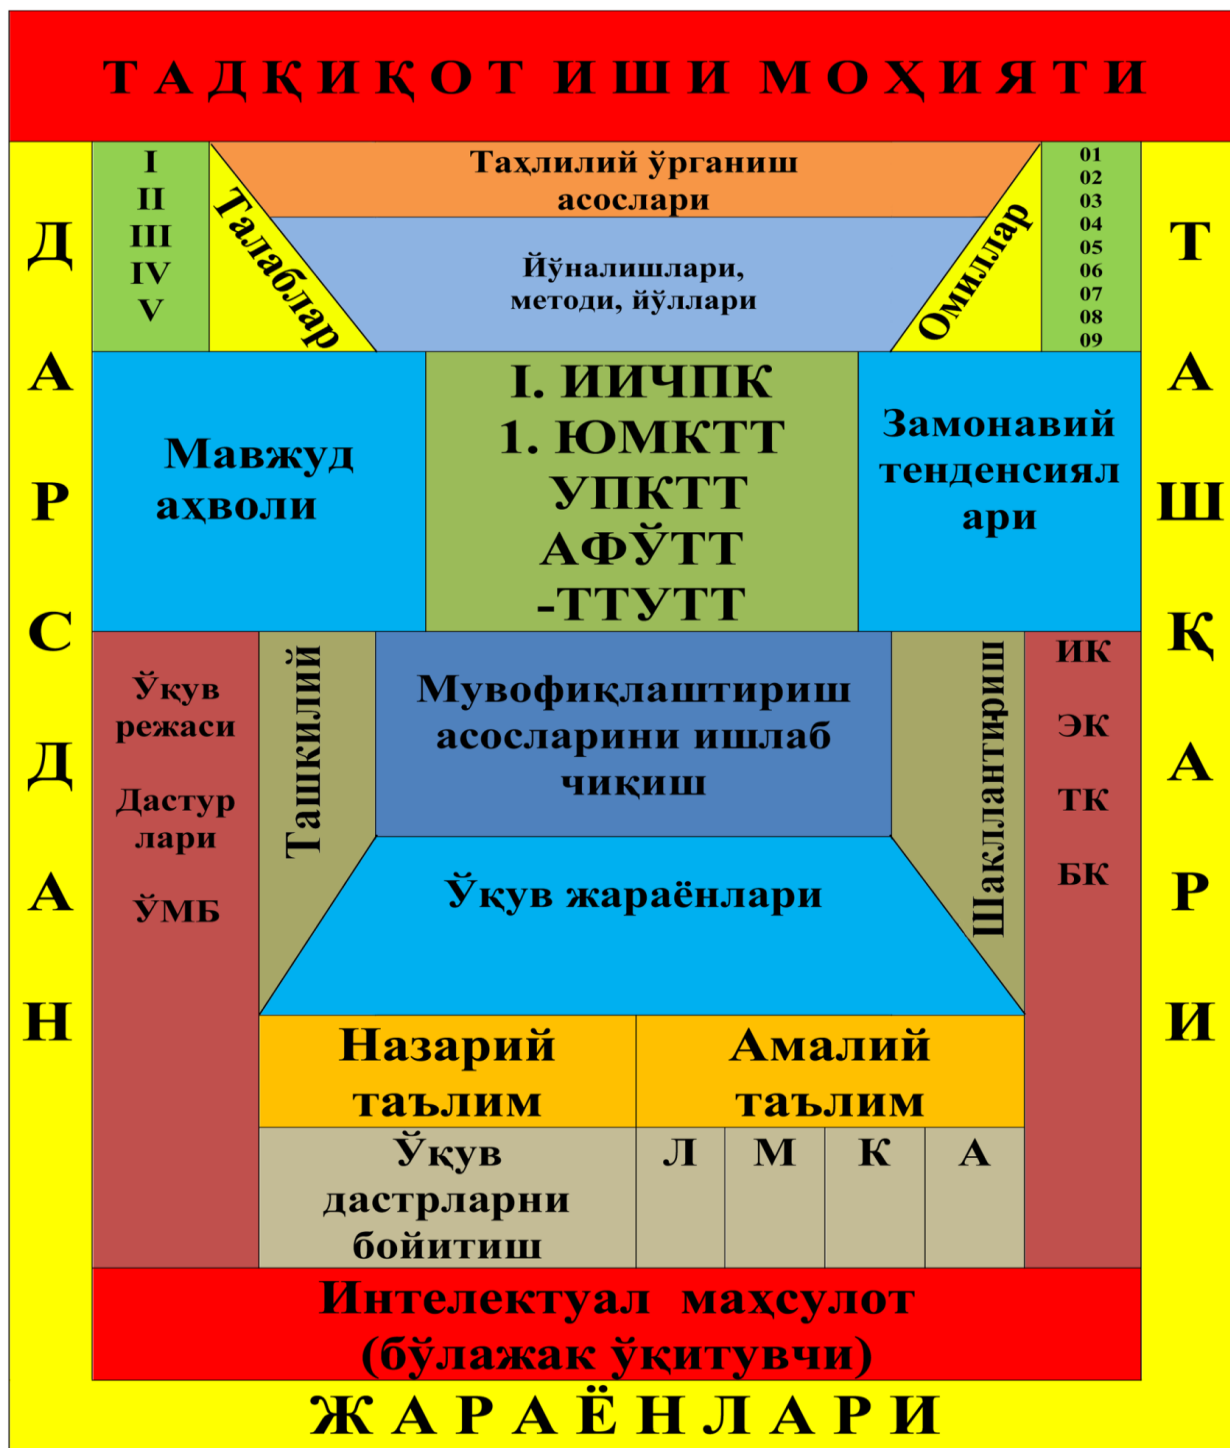 ТАДҚИҚОТ ИШИ МОҲИЯТИ
ДАРСДАН
I
II
III
IV
V
Талаблар
Таҳлилий ўрганиш
асослари
Йўналишлари,
методи, йўллари
Омиллар
01
02
03
04
05
06
07
08
09
ТАШҚАРИ
Мавжуд
аҳволи
I. ИИЧПК
1. ЮМКТТ
УПКТТ
АФЎТТ
-ТТУТТ
Замонавий
тенденсиял
ари
Ўқув
режаси
Дастур
лари
ЎМБ
Ташкилий
Мувофиқлаштириш
асосларини ишлаб
чиқиш
Ўқув жараёнлари
Шакллантириш
ИК
ЭК
ТК
БК
Назарий
таълим
Амалий
таълим
Ўқув
дастрларни
бойитиш
Л
М
К
А
Интелектуал маҳсулот
(бўлажак ўқитувчи)
ЖАРАЁНЛАРИ